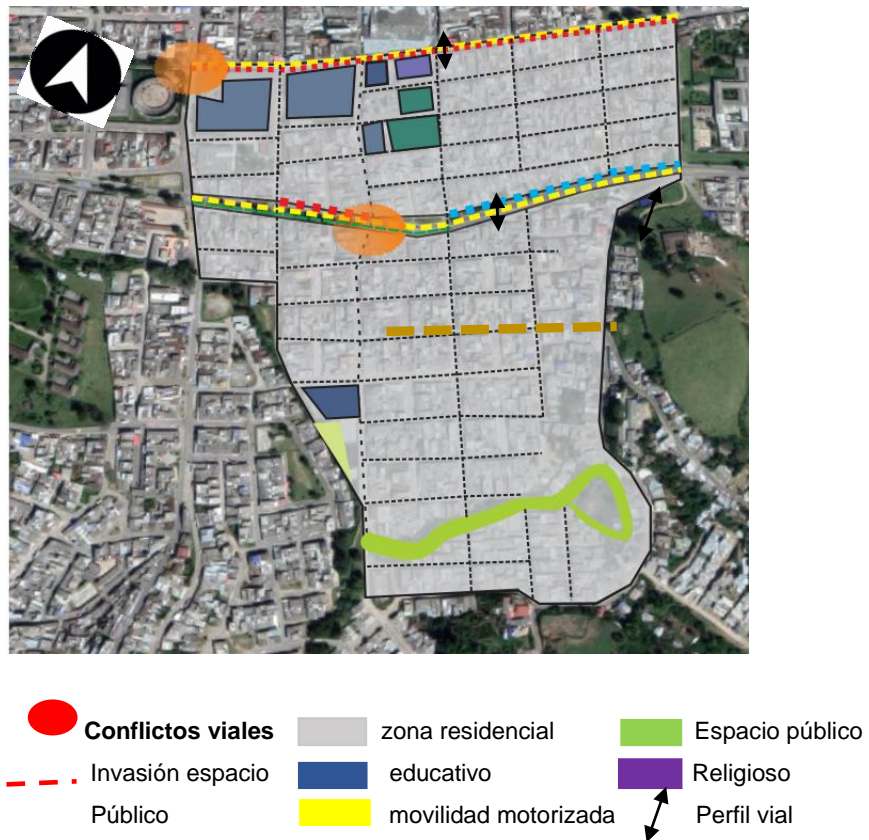 Conflictos viales zona residencial Espacio público
Invasión espacio educativo Religioso
Público movilidad motorizada Perfil vial